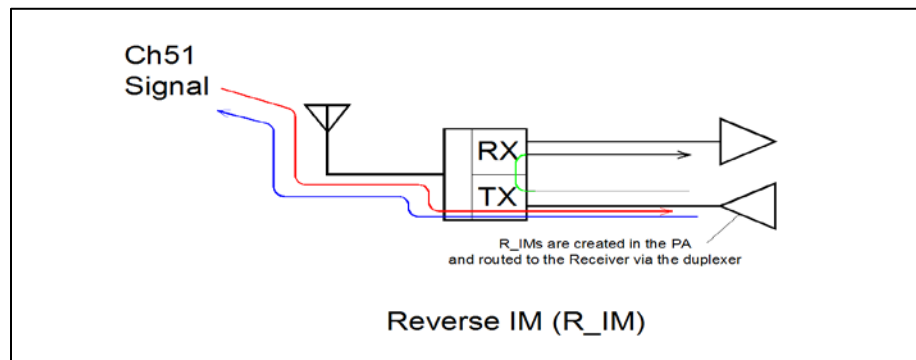 Ch51
Signal
RX
TX
R_IMs are created in the PA
and routed to the Receiver via the duplexer
Reverse IM (R_IM)